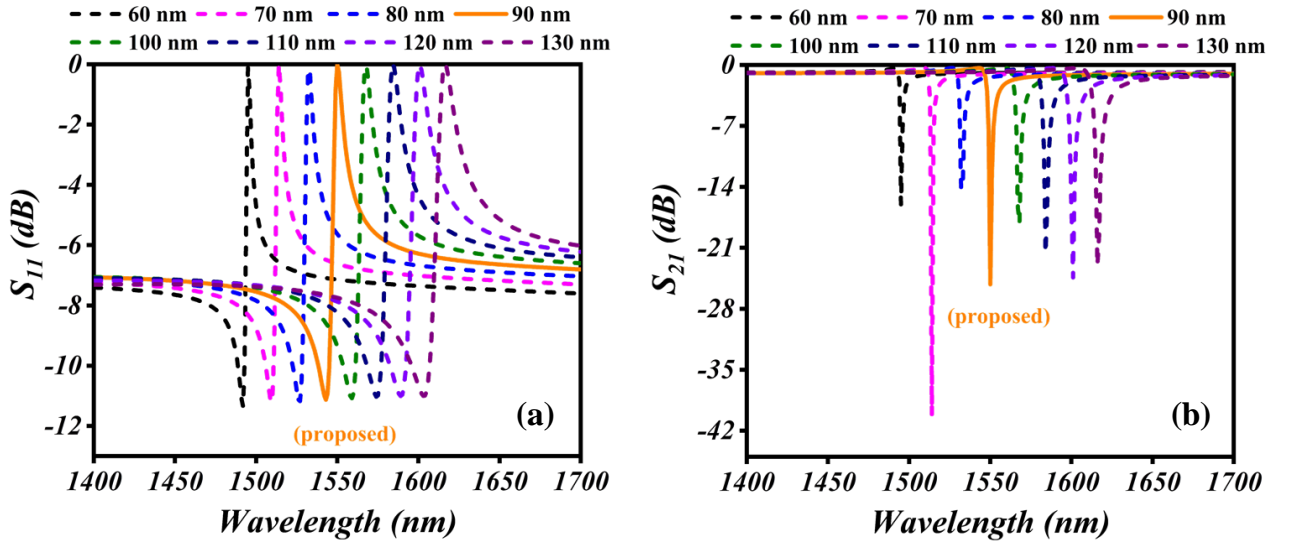 60 nm 70 nm 80 nm 90 nm
100 nm 110 nm 120 nm 130 nm
0
-2
-4
-6
-8
-10
-12
S11 (dB)
(proposed)
(a)
1400 1450 1500 1550 1600 1650 1700
Wavelength (nm)
60 nm 70 nm 80 nm 90 nm
100 nm 110 nm 120 nm 130 nm
0
-7
-14
-21
-28
-35
-42
S21 (dB)
(proposed)
(b)
1400 1450 1500 1550 1600 1650 1700
Wavelength (nm)